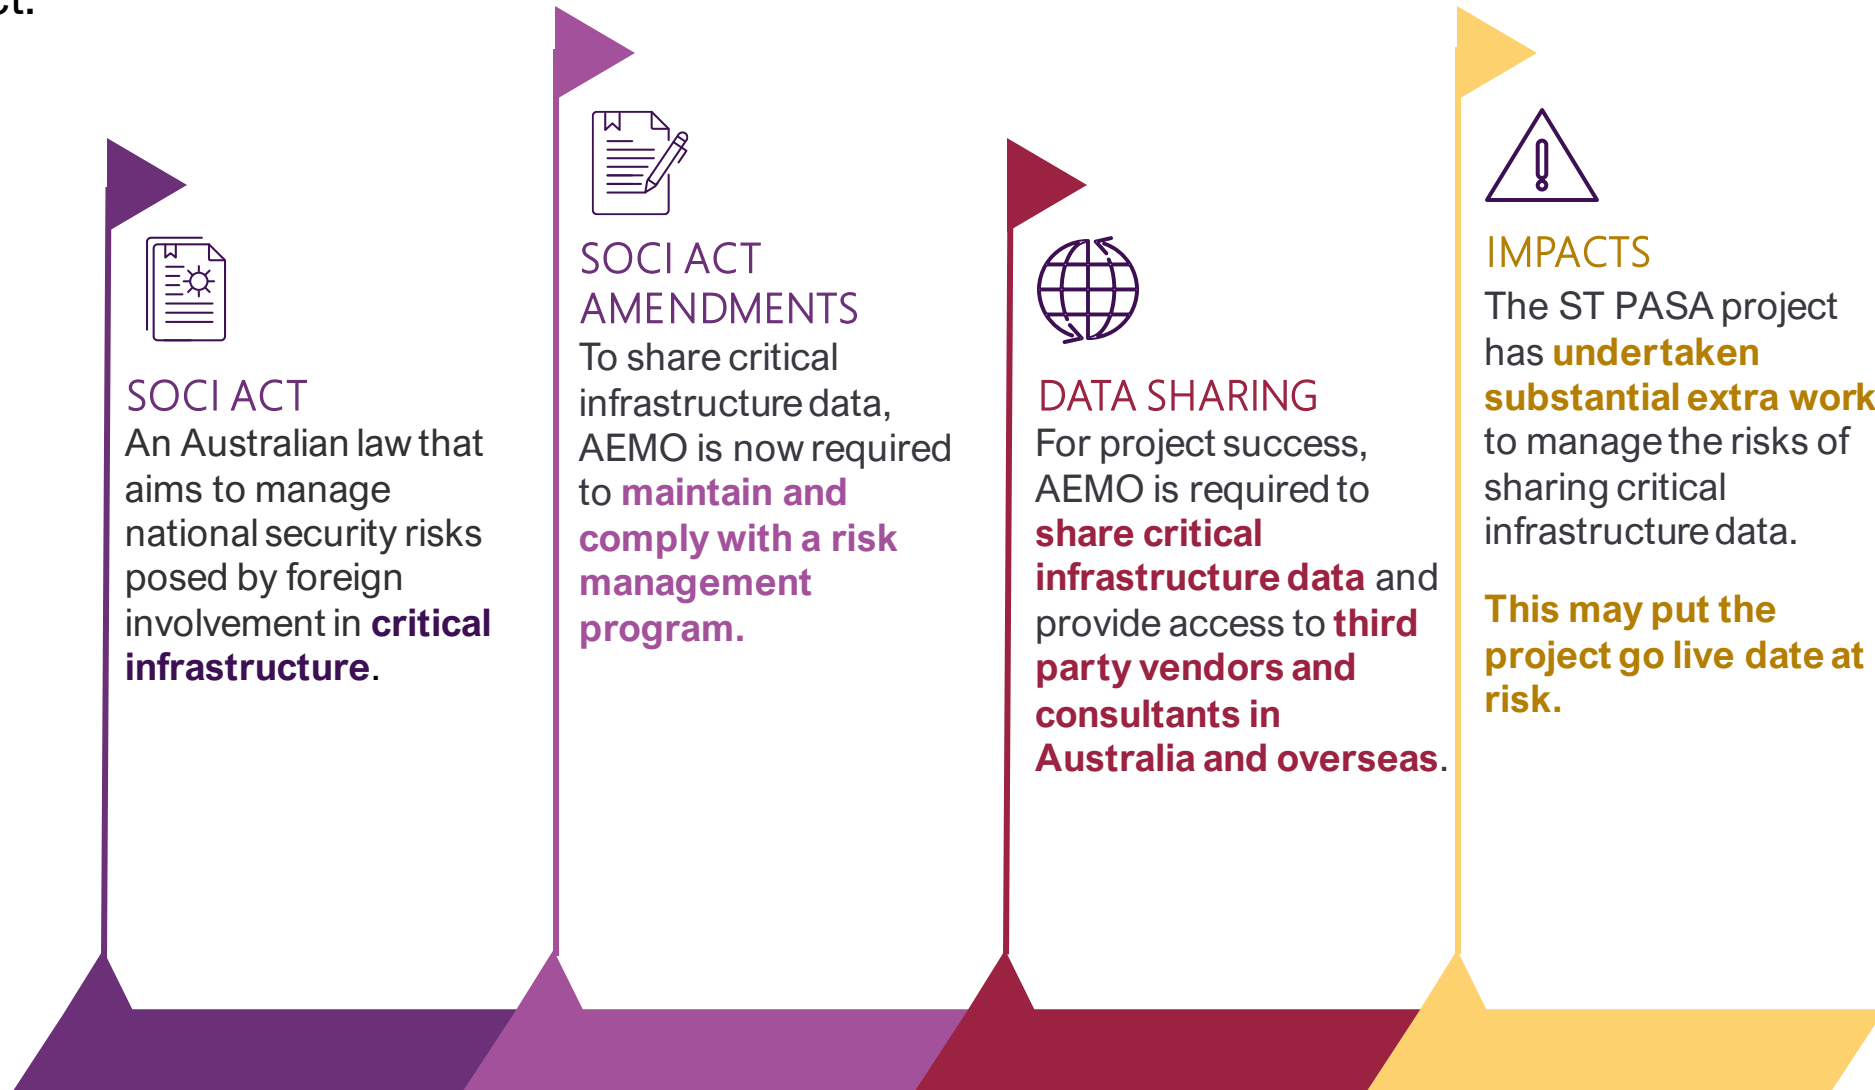 SOCI ACT
An Australian law that
aims to manage
national security risks
posed by foreign
involvement in critical
infrastructure.
SOCI ACT
AMENDMENTS
To share critical
infrastructure data,
AEMO is now required
to maintain and
comply with a risk
management
program.
DATA SHARING
For project success,
AEMO is required to
share critical
infrastructure data and
provide access to third
party vendors and
consultants in
Australia and overseas.
IMPACTS
The ST PASA project
has undertaken
substantial extra work
to manage the risks of
sharing critical
infrastructure data.
This may put the
project go live date at
risk.